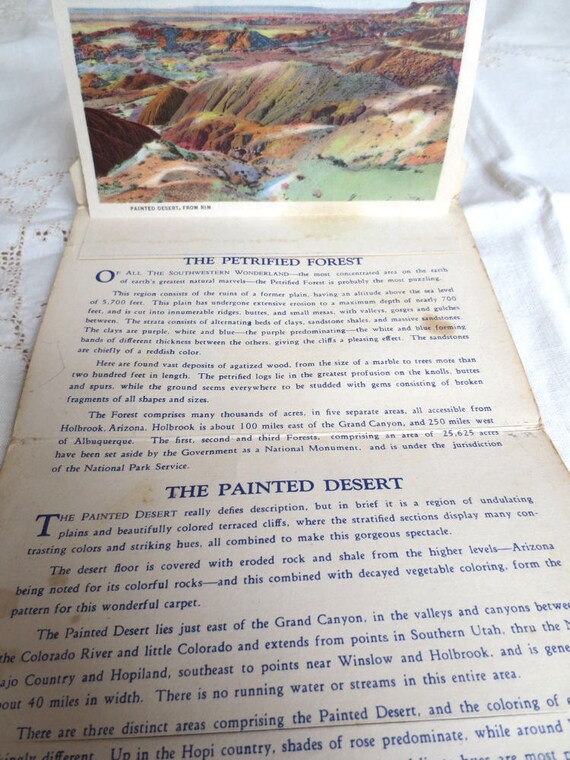 PAINTED DESERT, FROM RIM
THE PETRIFIED FOREST
OF ALL THE SOUTHWESTERN WONDERLAND—the most concentrated area on the earth
of earth's greatest natural marvels—the Petrified Forest is probably the most puzzling.
This region consists of the ruins of a former plain, having an altitude above the sea level
of 5,700 feet. This plain has undergone extensive erosion to a maximum depth of nearly 700
feet, and is cut into innumerable ridges, buttes, and small mesas, with valleys, gorges and gulches
between. The strata consists of alternating beds of clays, sandstone shales, and massive sandstones.
The clays are purple, white and blue—the purple predominating—the white and blue forming
bands of different thickness between the others, giving the cliffs a pleasing effect. The sandstones
are chiefly of a reddish color.
Here are found vast deposits of agatized wood, from the size of a marble to trees more than
two hundred feet in length. The petrified logs lie in the greatest profusion on the knolls, buttes
and spurs, while the ground seems everywhere to be studded with gems consisting of broken
fragments of all shapes and sizes.
The Forest comprises many thousands of acres, in five separate areas, all accessible from
Holbrook, Arizona. Holbrook is about 100 miles east of the Grand Canyon, and 250 miles west
of Albuquerque. The first, second and third Forests, comprising an area of 25,625 acres
have been set aside by the Government as a National Monument, and is under the jurisdiction
of the National Park Service.
THE PAINTED DESERT
THE PAINTED DESERT really defies description, but in brief it is a region of undulating
plains and beautifully colored terraced cliffs, where the stratified sections display many con-
trasting colors and striking hues, all combined to make this gorgeous spectacle.
The desert floor is covered with eroded rock and shale from the higher levels—Arizona
being noted for its colorful rocks—and this combined with decayed vegetable coloring, form the
pattern for this wonderful carpet.
The Painted Desert lies just east of the Grand Canyon, in the valleys and canyons betwe
the Colorado River and little Colorado and extends from points in Southern Utah, thru the N
ajo Country and Hopiland, southeast to points near Winslow and Holbrook, and is gene
bout 40 miles in width. There is no running water or streams in this entire area.
There are three distinct areas comprising the Painted Desert, and the coloring of e
ingly different. Up in the Hopi country, shades of rose predominate, while around
hues are most